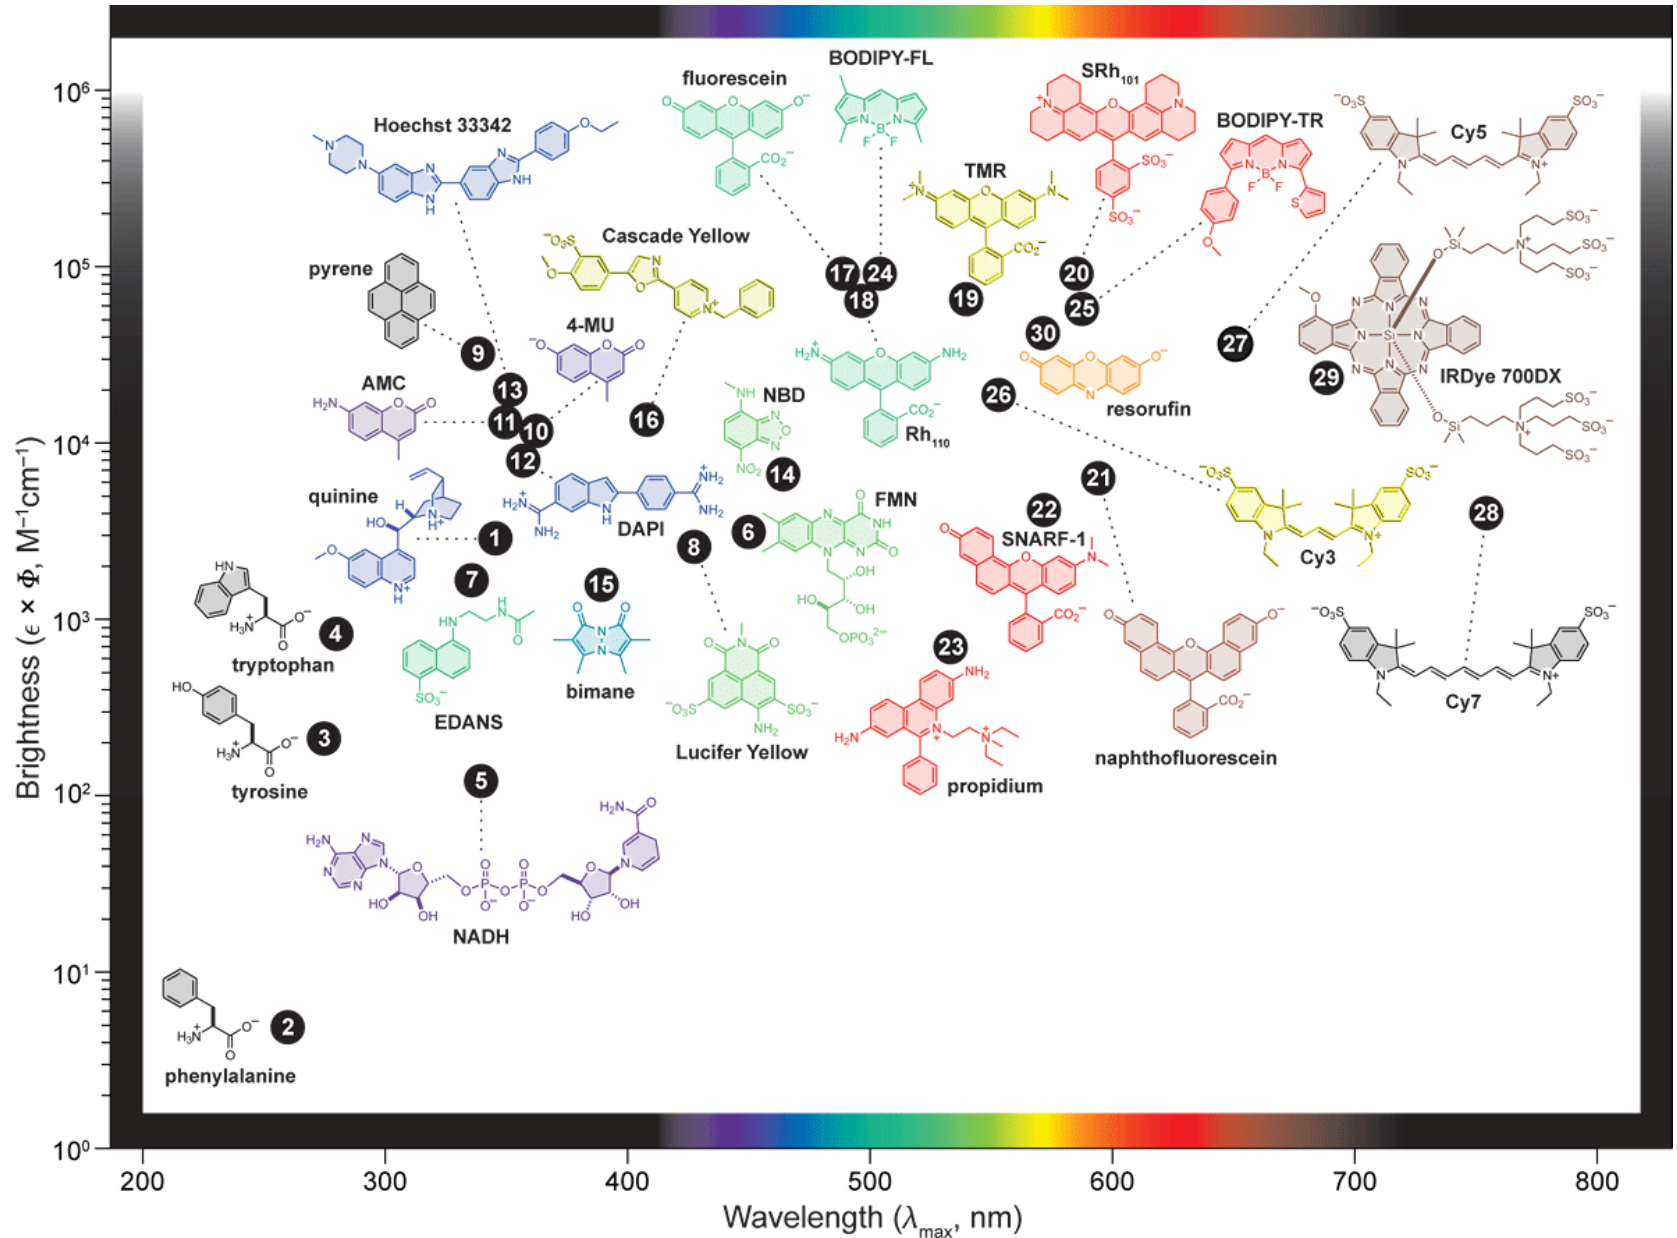 BODIPY-FL
fluorescein
SRh101
BODIPY-TR
Cy5
Hoechst 33342
TMR
Cascade Yellow
pyrene
4-MU
AMC
NBD
Rh110
resorufin
IRDye 700DX
quinine
DAPI
FMN
SNARF-1
Cy3
tryptophan
bimane
EDANS
tyrosine
Lucifer Yellow
propidium
naphthofluorescein
Cy7
NADH
phenylalanine
17
24
18
20
19
25
30
27
9
13
26
29
11
10
16
12
14
21
22
28
1
8
6
7
15
4
23
3
5
2
10⁶
10⁵
10⁴
10³
10²
10¹
10⁰
Brightness (ϵ × Φ, M⁻¹cm⁻¹)
200 300 400 500 600 700 800
Wavelength (λmax, nm)